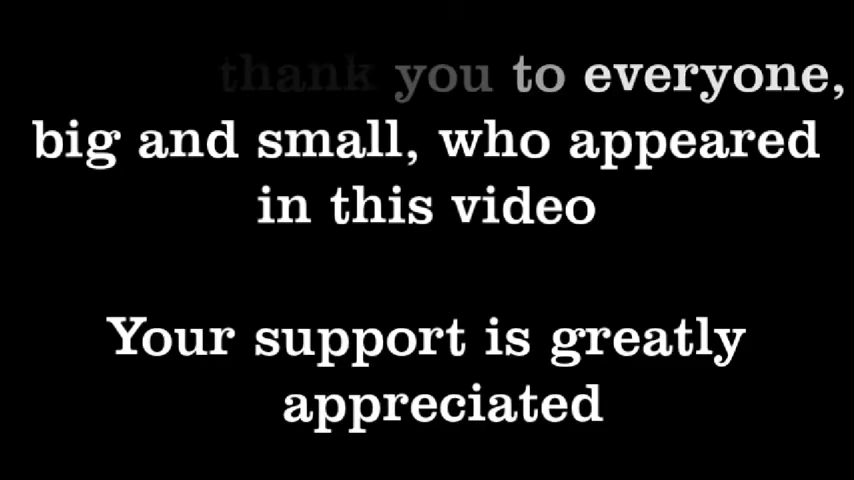 thank you to everyone,
big and small, who appeared
in this video
Your support is greatly
appreciated